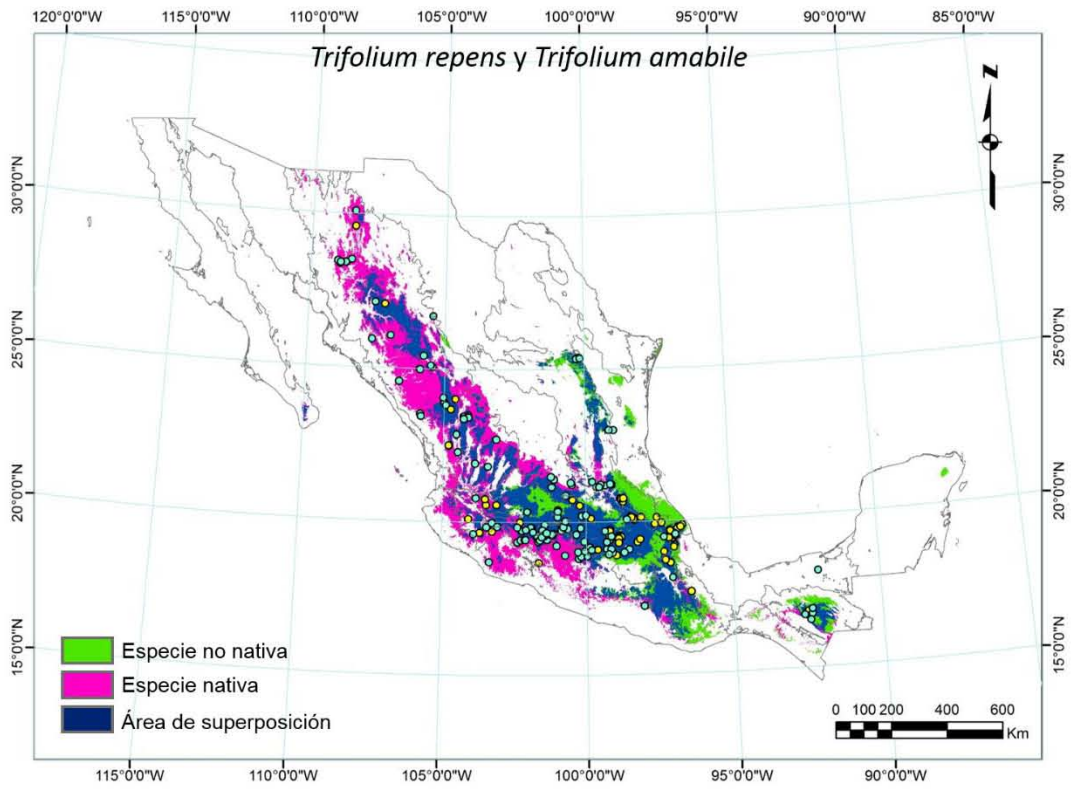 120°0'0"W 115°0'0"W 110°0'0"W 105°0'0"W 100°0'0"W 95°0'0"W 90°0'0"W 85°0'0"W
Trifolium repens y Trifolium amabile
N
30°0'0"N 30°0'0"N
25°0'0"N 25°0'0"N
20°0'0"N 20°0'0"N
15°0'0"N 15°0'0"N
Especie no nativa
Especie nativa
Área de superposición
0 100 200 400 600
Km
115°0'0"W 110°0'0"W 105°0'0"W 100°0'0"W 95°0'0"W 90°0'0"W